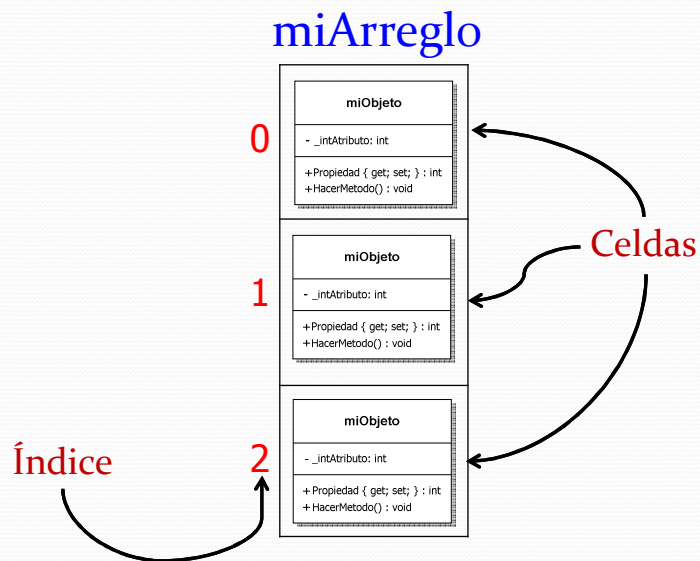 miArreglo
0
miObjeto
- _intAtributo: int
+Propiedad { get; set; } : int
+HacerMetodo() : void
1
miObjeto
- _intAtributo: int
+Propiedad { get; set; } : int
+HacerMetodo() : void
Celdas
2
miObjeto
- _intAtributo: int
+Propiedad { get; set; } : int
+HacerMetodo() : void
Índice